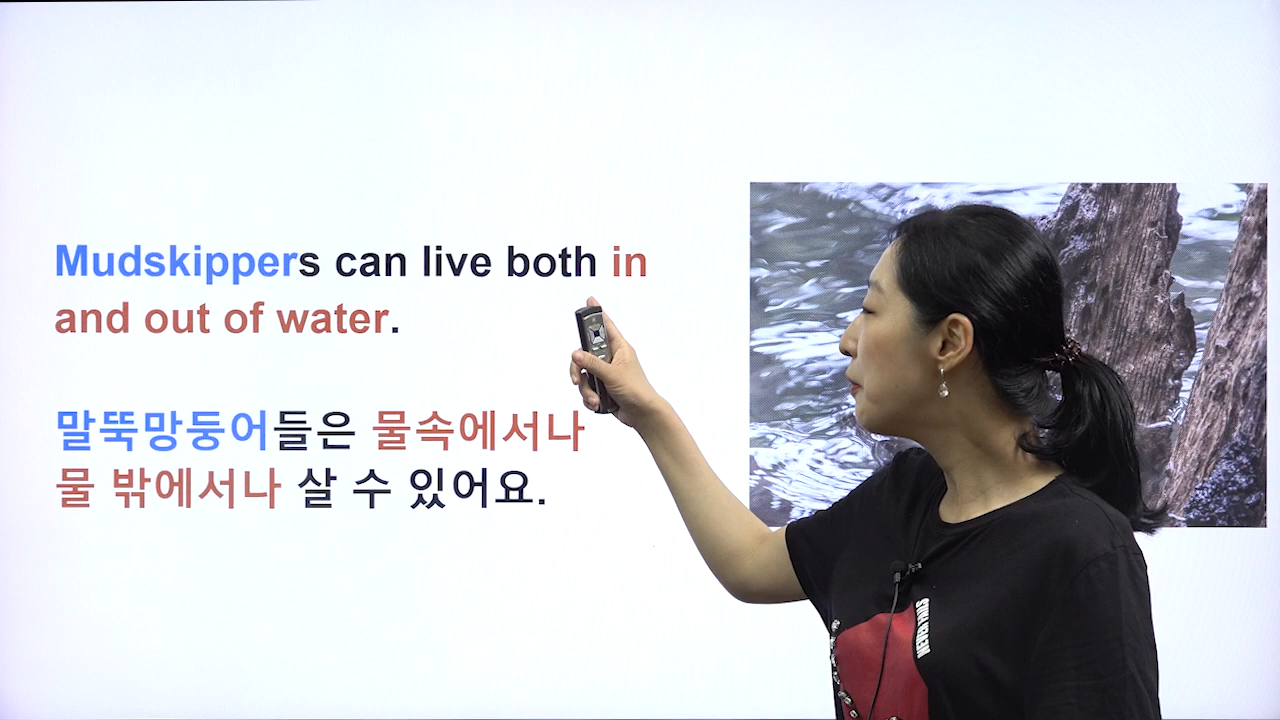 Mudskippers can live both in
and out of water.
말뚝망둥어들은 물속에서나
물 밖에서나 살 수 있어요.